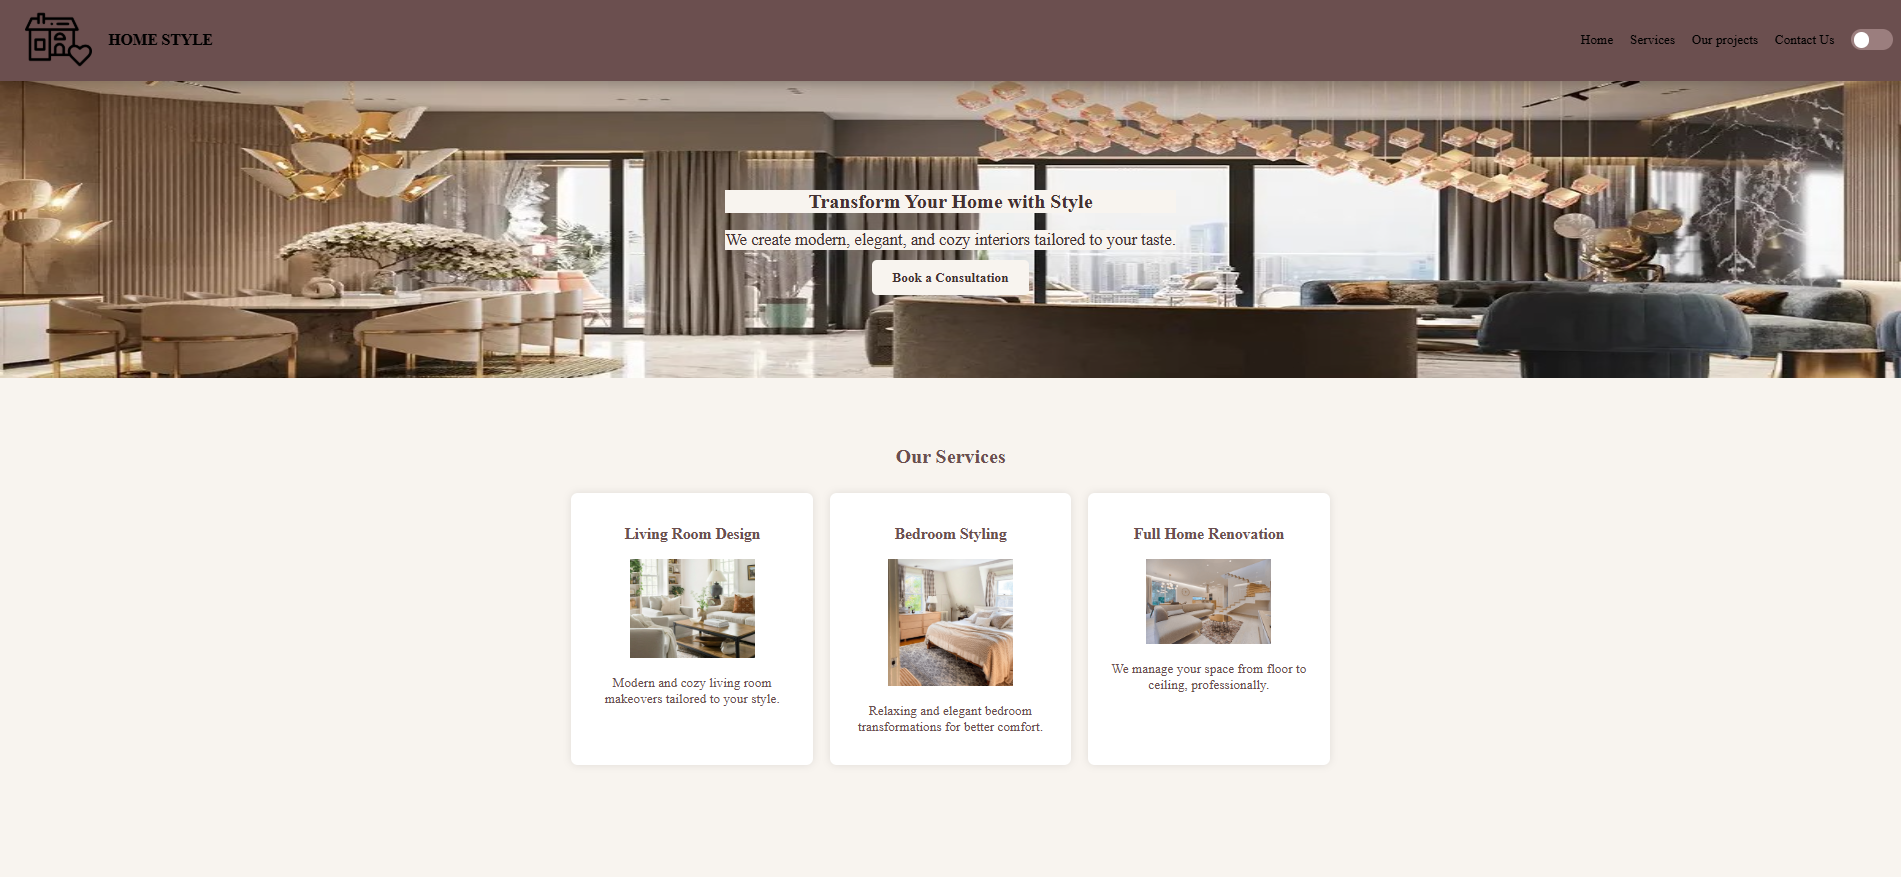 HOME STYLE
Home Services Our projects Contact Us
Transform Your Home with Style
We create modern, elegant, and cozy interiors tailored to your taste.
Book a Consultation
Our Services
Living Room Design
Modern and cozy living room
makeovers tailored to your style.
Bedroom Styling
Relaxing and elegant bedroom
transformations for better comfort.
Full Home Renovation
We manage your space from floor to
ceiling, professionally.